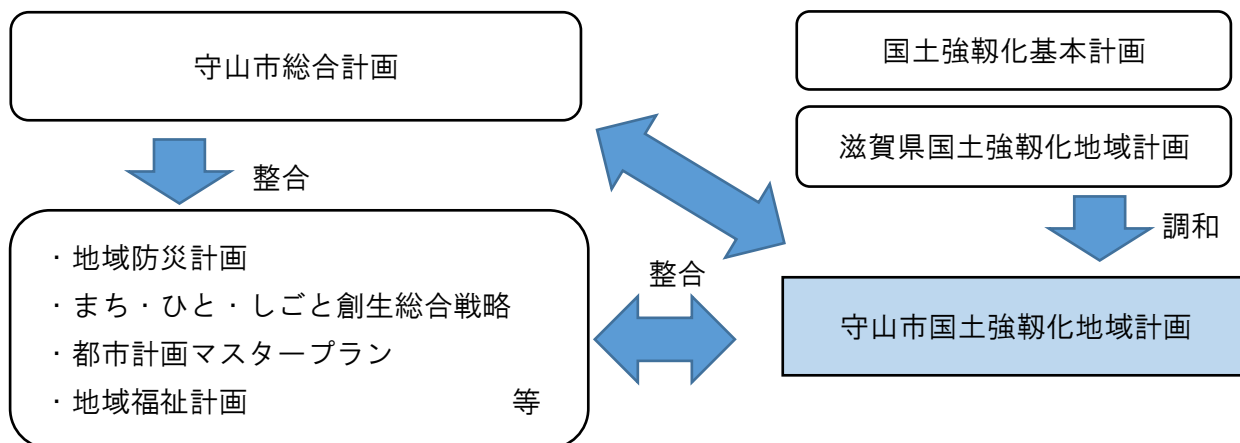 守山市総合計画
国土強靱化基本計画
滋賀県国土強靱化地域計画
整合
調和
・地域防災計画
・まち・ひと・しごと創生総合戦略
・都市計画マスタープラン
・地域福祉計画 等
整合
守山市国土強靱化地域計画